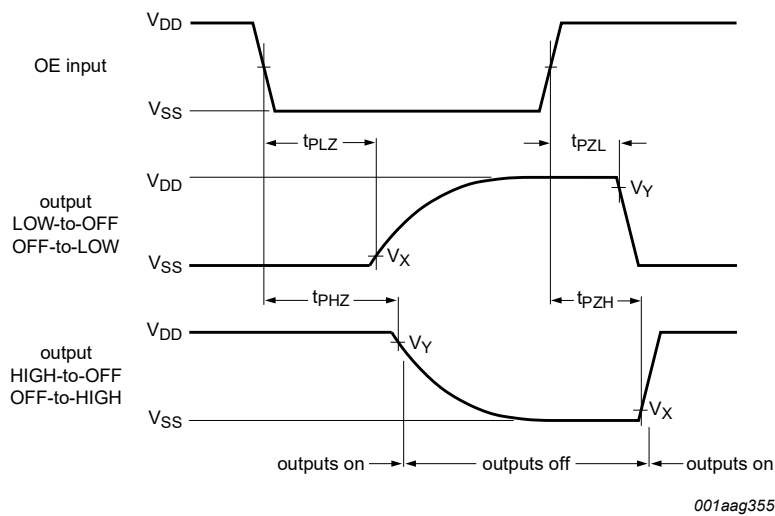 VDD
OE input
VSS
tPLZ
tPZL
VDD
output
LOW-to-OFF
OFF-to-LOW
VY
VSS
VX
tPHZ
tPZH
VDD
output
HIGH-to-OFF
OFF-to-HIGH
VY
VSS
VX
outputs on
outputs off
outputs on
001aag355